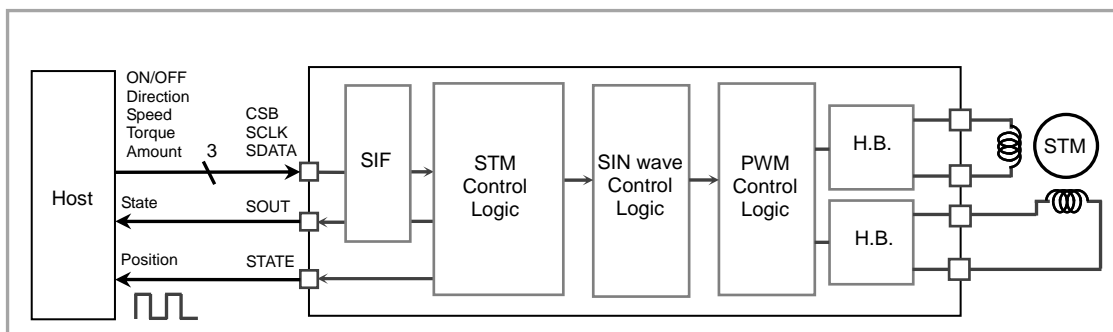 Host
ON/OFF
Direction
Speed
Torque
Amount
3
CSB
SCLK
SDATA
State
SOUT
Position
STATE
SIF
STM
Control
Logic
SIN wave
Control
Logic
PWM
Control
Logic
H.B.
H.B.
STM